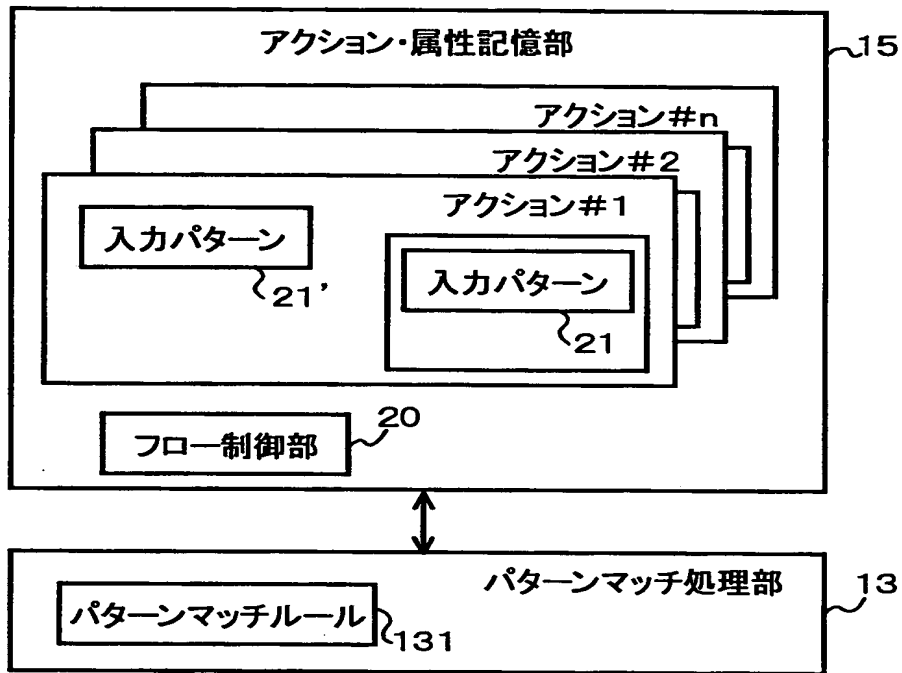 アクション・属性記憶部
15
アクション#n
アクション#2
アクション#1
入力パターン
21'
入力パターン
21
20
フロー制御部
パターンマッチ処理部
13
パターンマッチルール
131